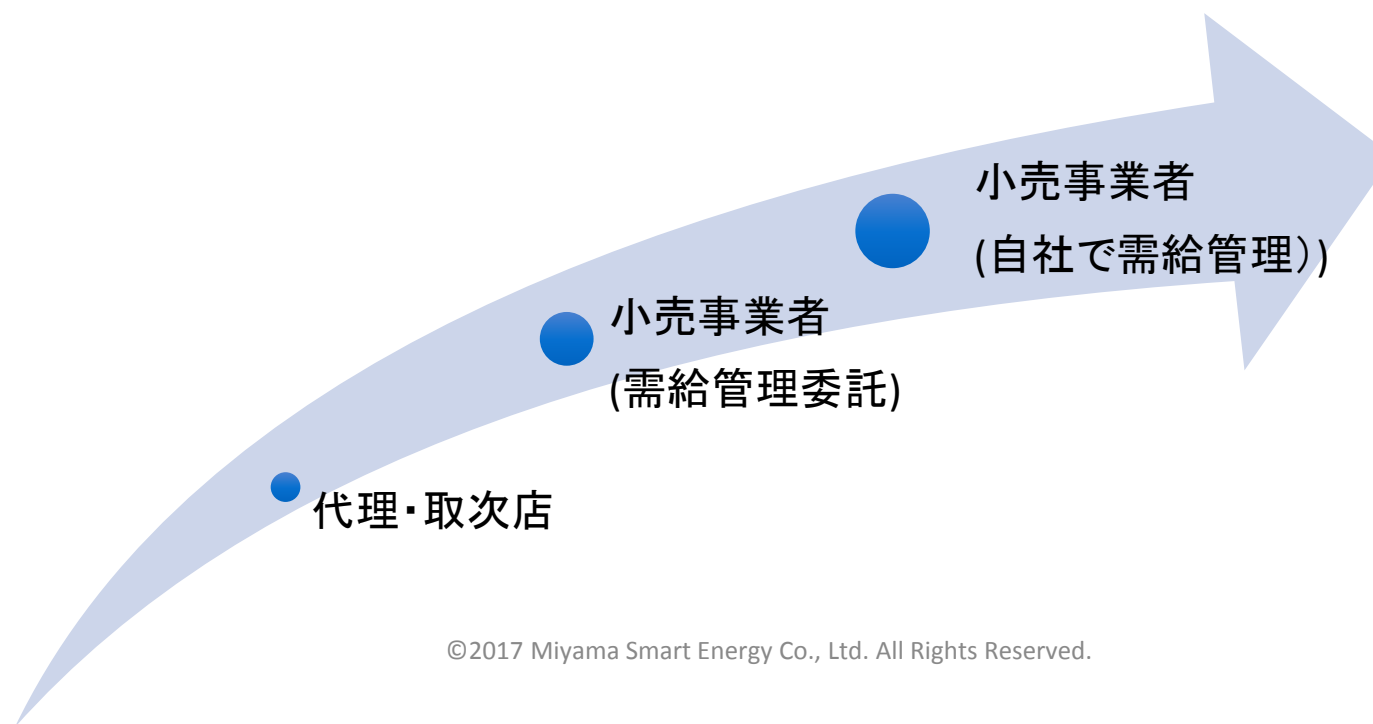 小売事業者
(自社で需給管理）)
小売事業者
(需給管理委託)
代理・取次店
©2017 Miyama Smart Energy Co., Ltd. All Rights Reserved.